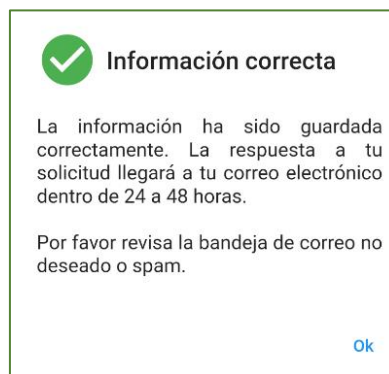 Información correcta
La información ha sido guardada
correctamente. La respuesta a tu
solicitud llegará a tu correo electrónico
dentro de 24 a 48 horas.
Por favor revisa la bandeja de correo no
deseado o spam.
Ok